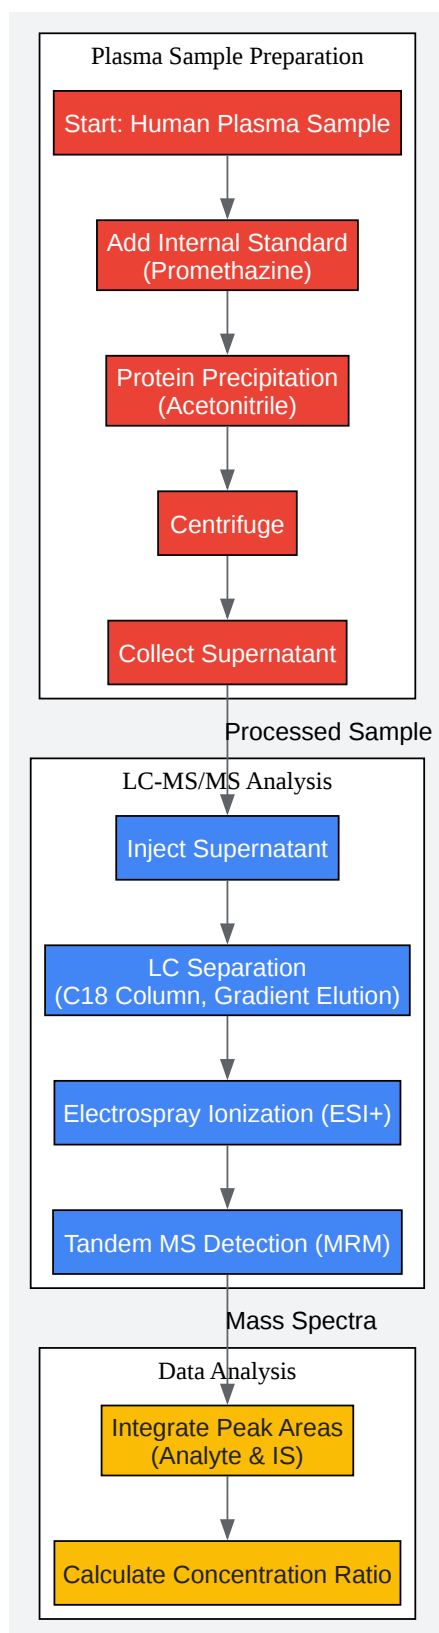 Plasma Sample Preparation
Start: Human Plasma Sample
Add Internal Standard
(Promethazine)
Protein Precipitation
(Acetonitrile)
Centrifuge
Collect Supernatant
Processed Sample
LC-MS/MS Analysis
Inject Supernatant
LC Separation
(C18 Column, Gradient Elution)
Electrospray Ionization (ESI+)
Tandem MS Detection (MRM)
Mass Spectra
Data Analysis
Integrate Peak Areas
(Analyte & IS)
Calculate Concentration Ratio